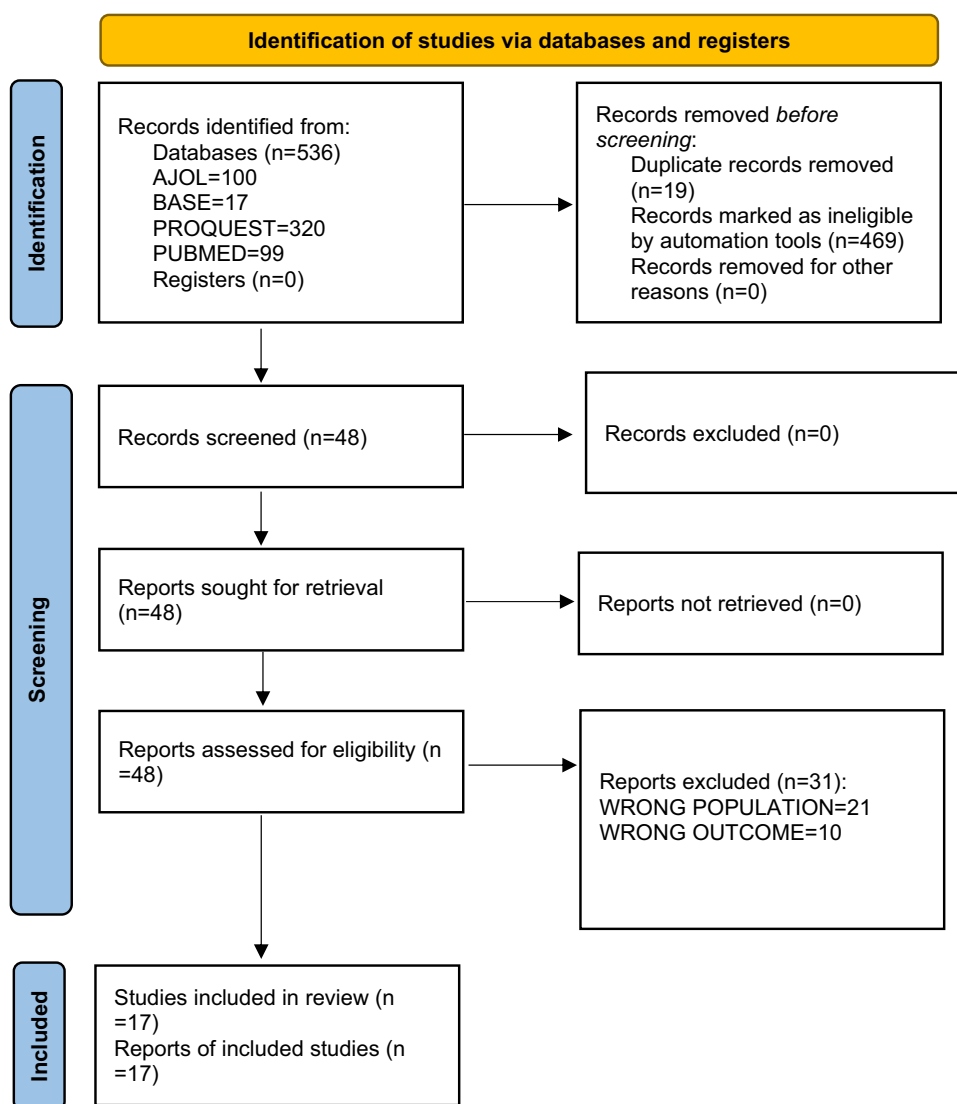 Identification of studies via databases and registers
Identification
Records identified from:
Databases (n=536)
AJOL=100
BASE=17
PROQUEST=320
PUBMED=99
Registers (n=0)
Records removed before
screening:
Duplicate records removed
(n=19)
Records marked as ineligible
by automation tools (n=469)
Records removed for other
reasons (n=0)
Screening
Records screened (n=48)
Records excluded (n=0)
Reports sought for retrieval
(n=48)
Reports not retrieved (n=0)
Reports assessed for eligibility (n
=48)
Reports excluded (n=31):
WRONG POPULATION=21
WRONG OUTCOME=10
Included
Studies included in review (n
=17)
Reports of included studies (n
=17)